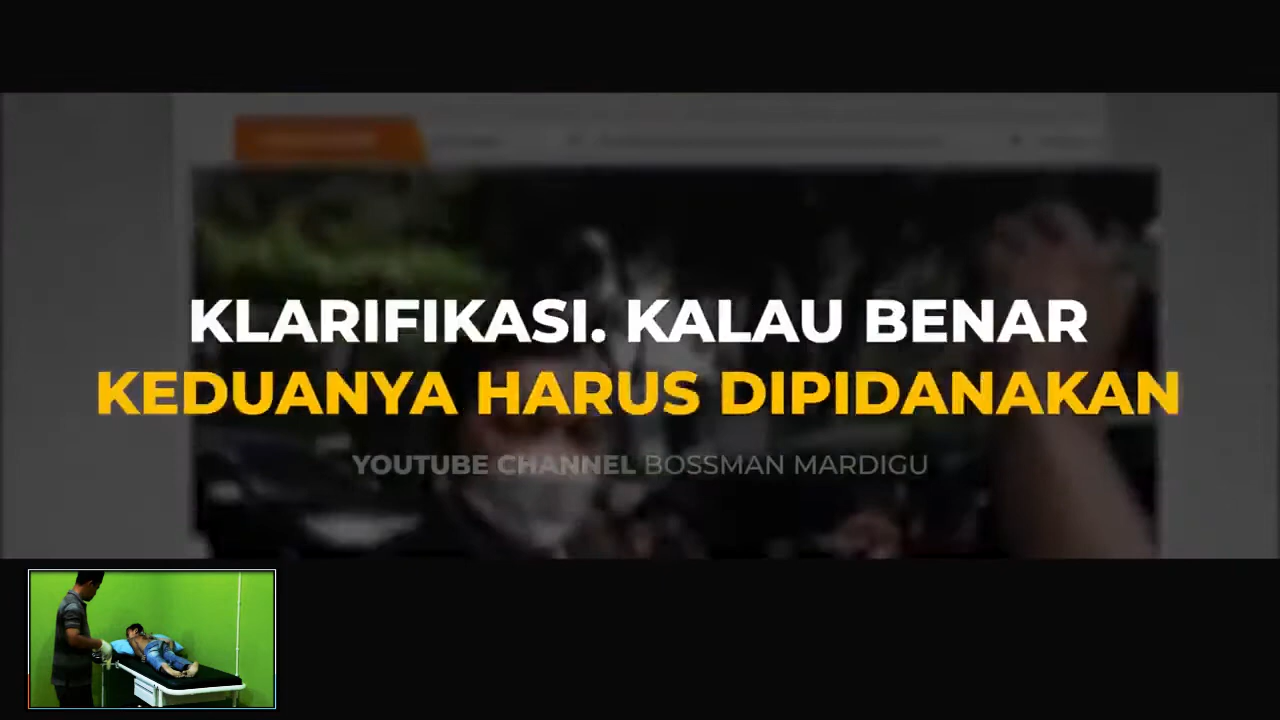 KLARIFIKASI. KALAU BENAR
KEDUANYA HARUS DIPIDANAKAN
YOUTUBE CHANNEL BOSSMAN MARDIGU